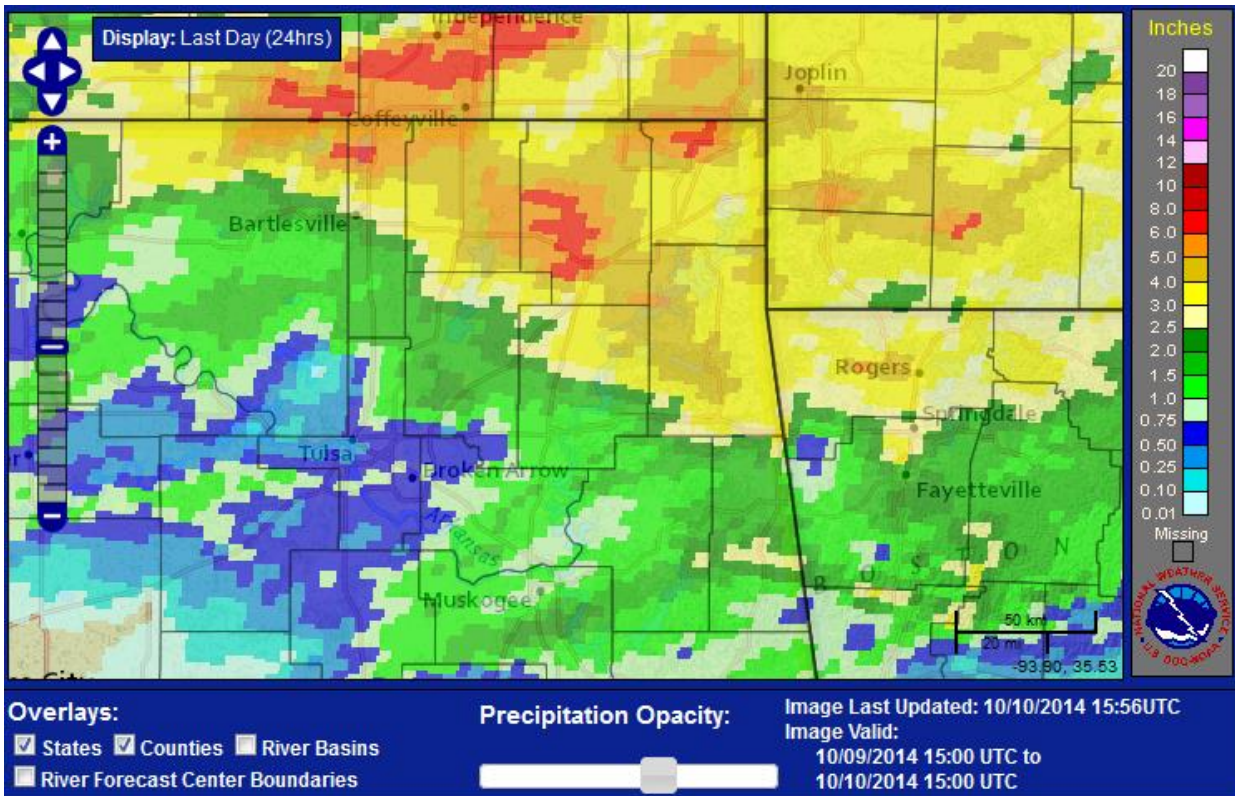 Display: Last Day (24hrs)
Independence
Joplin
Coffeyville
Bartlesville
Rogers
Springdale
Tulsa
Broken Arrow
Fayetteville
Arkansas
BOSTON
Muskogee
50 km
20 mi
-93.90, 35.53
Inches
20
18
16
14
12
10
8.0
6.0
5.0
4.0
3.0
2.5
2.0
1.5
1.0
0.75
0.50
0.25
0.10
0.01
Missing
NATIONAL WEATHER SERVICE
U.S DOC-NOAA
Overlays:
States Counties River Basins
River Forecast Center Boundaries
Precipitation Opacity:
Image Last Updated: 10/10/2014 15:56UTC
Image Valid:
10/09/2014 15:00 UTC to
10/10/2014 15:00 UTC